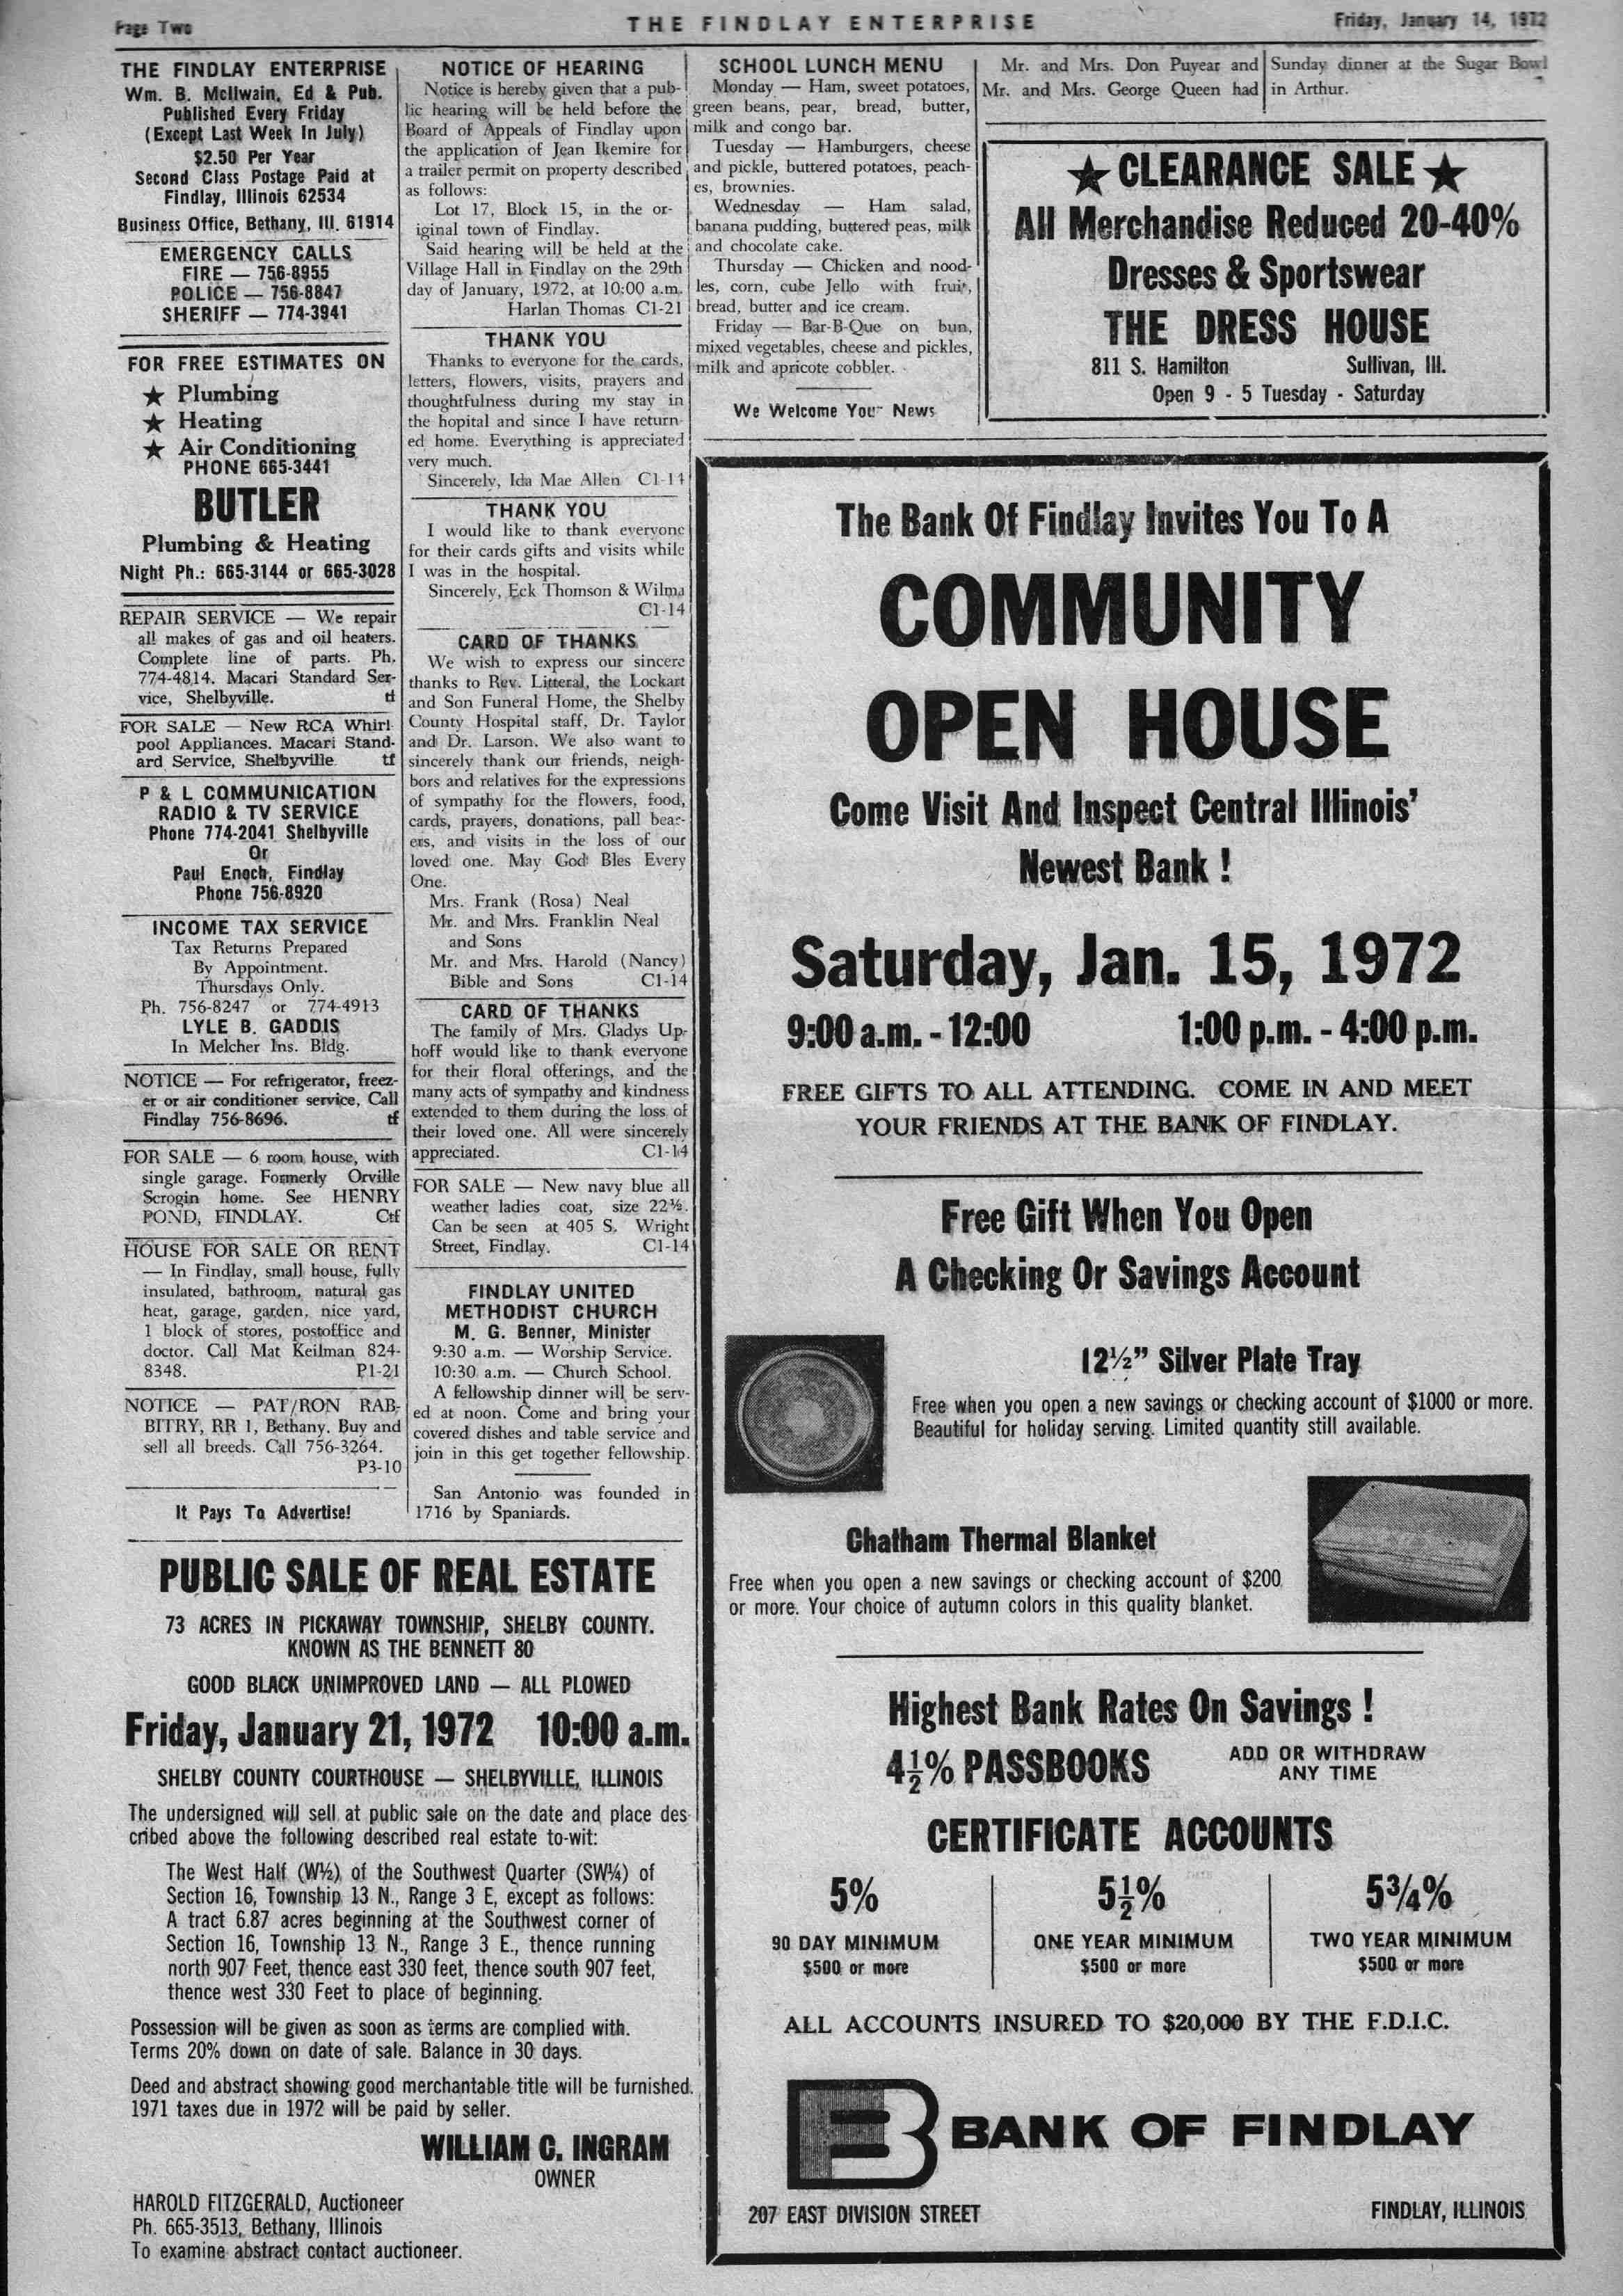 Page Two
THE FINDLAY ENTERPRISE
Friday, January 14, 1972
THE FINDLAY ENTERPRISE
Wm. B. McIlwain, Ed & Pub.
Published Every Friday
(Except Last Week In July)
$2.50 Per Year
Second Class Postage Paid at
Findlay, Illinois 62534
Business Office, Bethany, Ill. 61914
EMERGENCY CALLS
FIRE — 756-8955
POLICE — 756-8847
SHERIFF — 774-3941
FOR FREE ESTIMATES ON
★ Plumbing
★ Heating
★ Air Conditioning
PHONE 665-3441
BUTLER
Plumbing & Heating
Night Ph.: 665-3144 or 665-3028
REPAIR SERVICE — We repair
all makes of gas and oil heaters.
Complete line of parts. Ph.
774-4814. Macari Standard Ser-
vice, Shelbyville. tf
FOR SALE — New RCA Whirl
pool Appliances. Macari Stand-
ard Service, Shelbyville tf
P & L COMMUNICATION
RADIO & TV SERVICE
Phone 774-2041 Shelbyville
Or
Paul Enoch, Findlay
Phone 756-8920
INCOME TAX SERVICE
Tax Returns Prepared
By Appointment.
Thursdays Only.
Ph. 756-8247 or 774-4913
LYLE B. GADDIS
In Melcher Ins. Bldg.
NOTICE — For refrigerator, freez-
er or air conditioner service, Call
Findlay 756-8696. tf
FOR SALE — 6 room house, with
single garage. Formerly Orville
Scrogin home. See HENRY
POND, FINDLAY. Ctf
HOUSE FOR SALE OR RENT
— In Findlay, small house, fully
insulated, bathroom, natural gas
heat, garage, garden, nice yard,
1 block of stores, postoffice and
doctor. Call Mat Keilman 824-
8348. P1-21
NOTICE — PAT/RON RAB-
BITRY, RR 1, Bethany. Buy and
sell all breeds. Call 756-3264.
P3-10
It Pays To Advertise!
NOTICE OF HEARING
Notice is hereby given that a pub-
lic hearing will be held before the
Board of Appeals of Findlay upon
the application of Jean Ikemire for
a trailer permit on property described
as follows:
Lot 17, Block 15, in the or-
iginal town of Findlay.
Said hearing will be held at the
Village Hall in Findlay on the 29th
day of January, 1972, at 10:00 a.m.
Harlan Thomas C1-21
THANK YOU
Thanks to everyone for the cards,
letters, flowers, visits, prayers and
thoughtfulness during my stay in
the hopital and since I have return-
ed home. Everything is appreciated
very much.
Sincerely, Ida Mae Allen C1-14
THANK YOU
I would like to thank everyone
for their cards gifts and visits while
I was in the hospital.
Sincerely, Eck Thomson & Wilma
C1-14
CARD OF THANKS
We wish to express our sincere
thanks to Rev. Litteral, the Lockart
and Son Funeral Home, the Shelby
County Hospital staff, Dr. Taylor
and Dr. Larson. We also want to
sincerely thank our friends, neigh-
bors and relatives for the expressions
of sympathy for the flowers, food,
cards, prayers, donations, pall bear-
ers, and visits in the loss of our
loved one. May God Bles Every
One.
Mrs. Frank (Rosa) Neal
Mr. and Mrs. Franklin Neal
and Sons
Mr. and Mrs. Harold (Nancy)
Bible and Sons C1-14
CARD OF THANKS
The family of Mrs. Gladys Up-
hoff would like to thank everyone
for their floral offerings, and the
many acts of sympathy and kindness
extended to them during the loss of
their loved one. All were sincerely
appreciated. C1-14
FOR SALE — New navy blue all
weather ladies coat, size 22½.
Can be seen at 405 S. Wright
Street, Findlay. C1-14
FINDLAY UNITED
METHODIST CHURCH
M. G. Benner, Minister
9:30 a.m. — Worship Service.
10:30 a.m. — Church School.
A fellowship dinner will be serv-
ed at noon. Come and bring your
covered dishes and table service and
join in this get together fellowship.
San Antonio was founded in
1716 by Spaniards.
PUBLIC SALE OF REAL ESTATE
73 ACRES IN PICKAWAY TOWNSHIP, SHELBY COUNTY.
KNOWN AS THE BENNETT 80
GOOD BLACK UNIMPROVED LAND — ALL PLOWED
Friday, January 21, 1972 10:00 a.m.
SHELBY COUNTY COURTHOUSE — SHELBYVILLE, ILLINOIS
The undersigned will sell at public sale on the date and place des
cribed above the following described real estate to-wit:
The West Half (W½) of the Southwest Quarter (SW¼) of
Section 16, Township 13 N., Range 3 E, except as follows:
A tract 6.87 acres beginning at the Southwest corner of
Section 16, Township 13 N., Range 3 E., thence running
north 907 Feet, thence east 330 feet, thence south 907 feet,
thence west 330 Feet to place of beginning.
Possession will be given as soon as terms are complied with.
Terms 20% down on date of sale. Balance in 30 days.
Deed and abstract showing good merchantable title will be furnished.
1971 taxes due in 1972 will be paid by seller.
WILLIAM C. INGRAM
OWNER
HAROLD FITZGERALD, Auctioneer
Ph. 665-3513, Bethany, Illinois
To examine abstract contact auctioneer.
SCHOOL LUNCH MENU
Monday — Ham, sweet potatoes,
green beans, pear, bread, butter,
milk and congo bar.
Tuesday — Hamburgers, cheese
and pickle, buttered potatoes, peach-
es, brownies.
Wednesday — Ham salad,
banana pudding, buttered peas, milk
and chocolate cake.
Thursday — Chicken and nood-
les, corn, cube Jello with fruit,
bread, butter and ice cream.
Friday — Bar-B-Que on bun,
mixed vegetables, cheese and pickles,
milk and apricote cobbler.
We Welcome Your News
Mr. and Mrs. Don Puyear and
Mr. and Mrs. George Queen had
Sunday dinner at the Sugar Bowl
in Arthur.
★ CLEARANCE SALE ★
All Merchandise Reduced 20-40%
Dresses & Sportswear
THE DRESS HOUSE
811 S. Hamilton Sullivan, Ill.
Open 9 - 5 Tuesday - Saturday
The Bank Of Findlay Invites You To A
COMMUNITY
OPEN HOUSE
Come Visit And Inspect Central Illinois'
Newest Bank !
Saturday, Jan. 15, 1972
9:00 a.m. - 12:00 1:00 p.m. - 4:00 p.m.
FREE GIFTS TO ALL ATTENDING. COME IN AND MEET
YOUR FRIENDS AT THE BANK OF FINDLAY.
Free Gift When You Open
A Checking Or Savings Account
12½" Silver Plate Tray
Free when you open a new savings or checking account of $1000 or more.
Beautiful for holiday serving. Limited quantity still available.
Chatham Thermal Blanket
Free when you open a new savings or checking account of $200
or more. Your choice of autumn colors in this quality blanket.
Highest Bank Rates On Savings !
4½% PASSBOOKS
ADD OR WITHDRAW
ANY TIME
CERTIFICATE ACCOUNTS
5%
90 DAY MINIMUM
$500 or more
5½%
ONE YEAR MINIMUM
$500 or more
5¾%
TWO YEAR MINIMUM
$500 or more
ALL ACCOUNTS INSURED TO $20,000 BY THE F.D.I.C.
BANK OF FINDLAY
207 EAST DIVISION STREET
FINDLAY, ILLINOIS